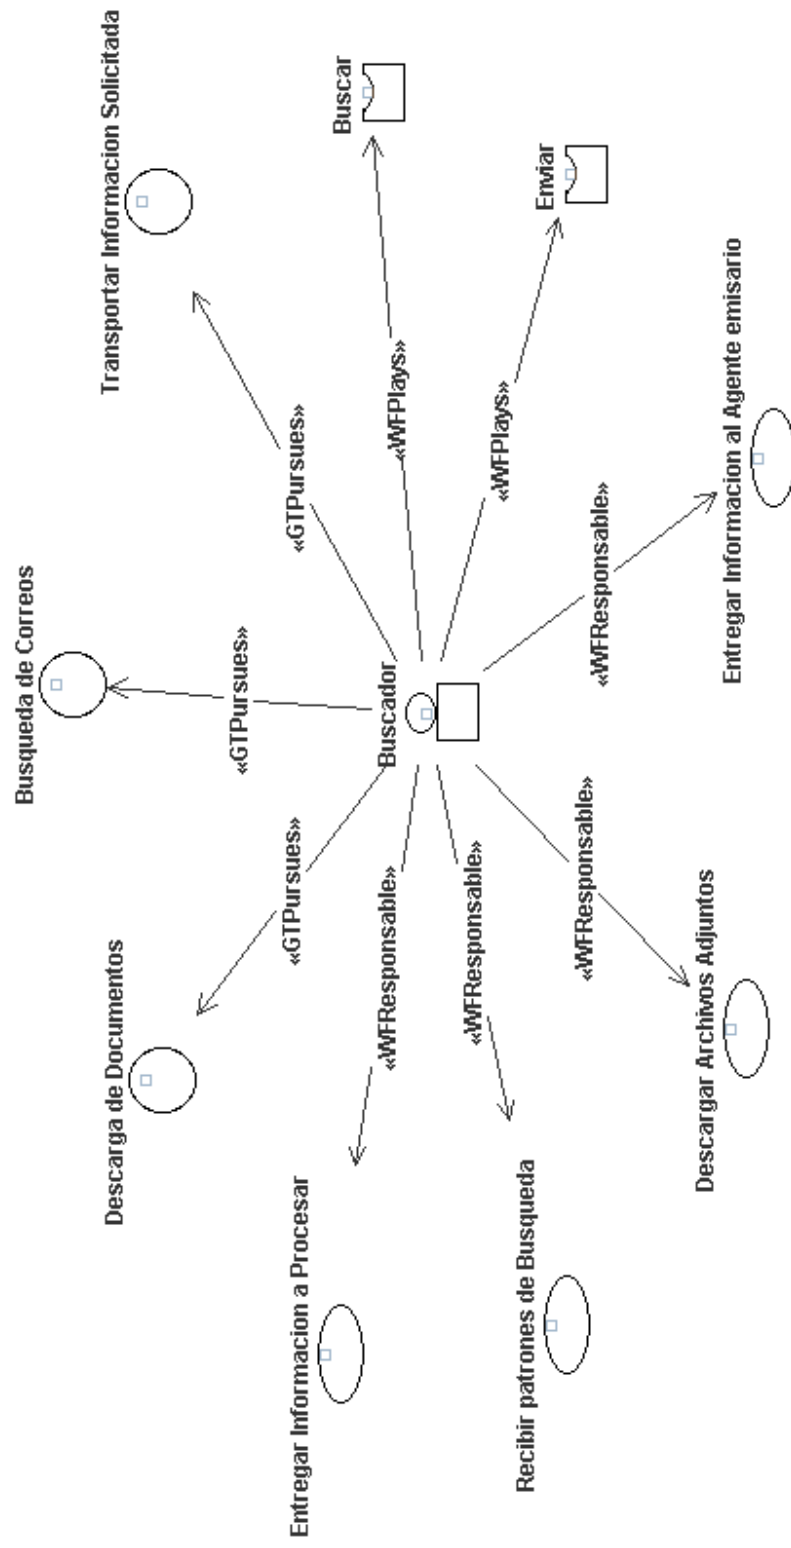 Busqueda de Correos
Descarga de Documentos
Transportar Informacion Solicitada
«GTPursues»
«GTPursues»
«GTPursues»
Entregar Informacion a Procesar
Buscar
«WFResponsable»
Buscador
«WFPlays»
«WFResponsable»
«WFPlays»
Recibir patrones de Busqueda
Enviar
«WFResponsable»
«WFResponsable»
Descargar Archivos Adjuntos
Entregar Informacion al Agente emisario